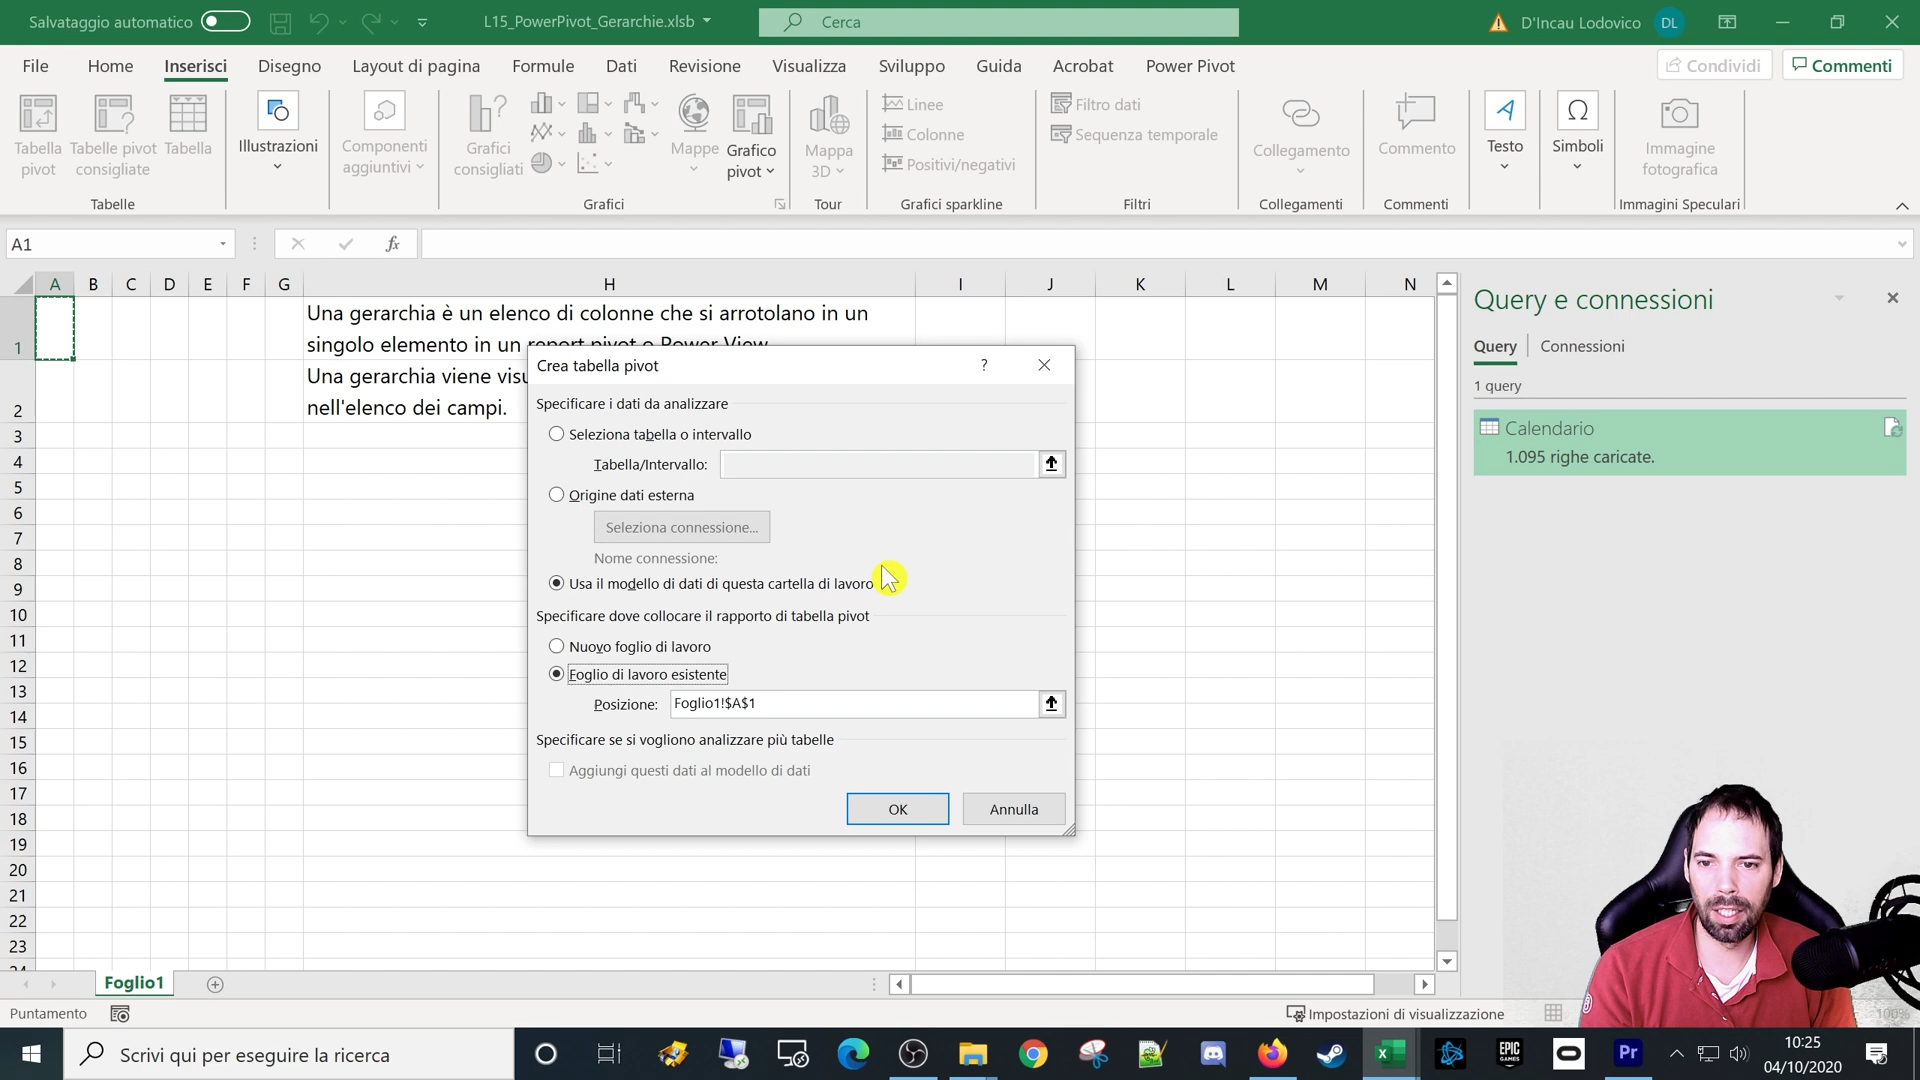 Salvataggio automatico
L15_PowerPivot_Gerarchie.xlsb
Cerca
D'Incau Lodovico
DL
File
Home
Inserisci
Disegno
Layout di pagina
Formule
Dati
Revisione
Visualizza
Sviluppo
Guida
Acrobat
Power Pivot
Condividi
Commenti
Tabella pivot
Tabelle pivot consigliate
Tabella
Illustrazioni
Componenti aggiuntivi
Grafici consigliati
Mappe
Grafico pivot
Mappa 3D
Linee
Colonne
Positivi/negativi
Filtro dati
Sequenza temporale
Collegamento
Commento
Testo
Simboli
Immagine fotografica
Tabelle
Grafici
Tour
Grafici sparkline
Filtri
Collegamenti
Commenti
Immagini Speculari
A1
fx
A B C D E F G H I J K L M N
1
2
3
4
5
6
7
8
9
10
11
12
13
14
15
16
17
18
19
20
21
22
23
24
Una gerarchia è un elenco di colonne che si arrotolano in un
singolo elemento in un report pivot o Power View.
Una gerarchia viene visu
nell'elenco dei campi.
Crea tabella pivot
?
Specificare i dati da analizzare
Seleziona tabella o intervallo
Tabella/Intervallo:
Origine dati esterna
Seleziona connessione...
Nome connessione:
Usa il modello di dati di questa cartella di lavoro
Specificare dove collocare il rapporto di tabella pivot
Nuovo foglio di lavoro
Foglio di lavoro esistente
Posizione: Foglio1!$A$1
Specificare se si vogliono analizzare più tabelle
Aggiungi questi dati al modello di dati
OK
Annulla
Query e connessioni
Query
Connessioni
1 query
Calendario
1.095 righe caricate.
Foglio1
Puntamento
Impostazioni di visualizzazione
100%
Scrivi qui per eseguire la ricerca
EPIC GAMES
Pr
10:25
04/10/2020